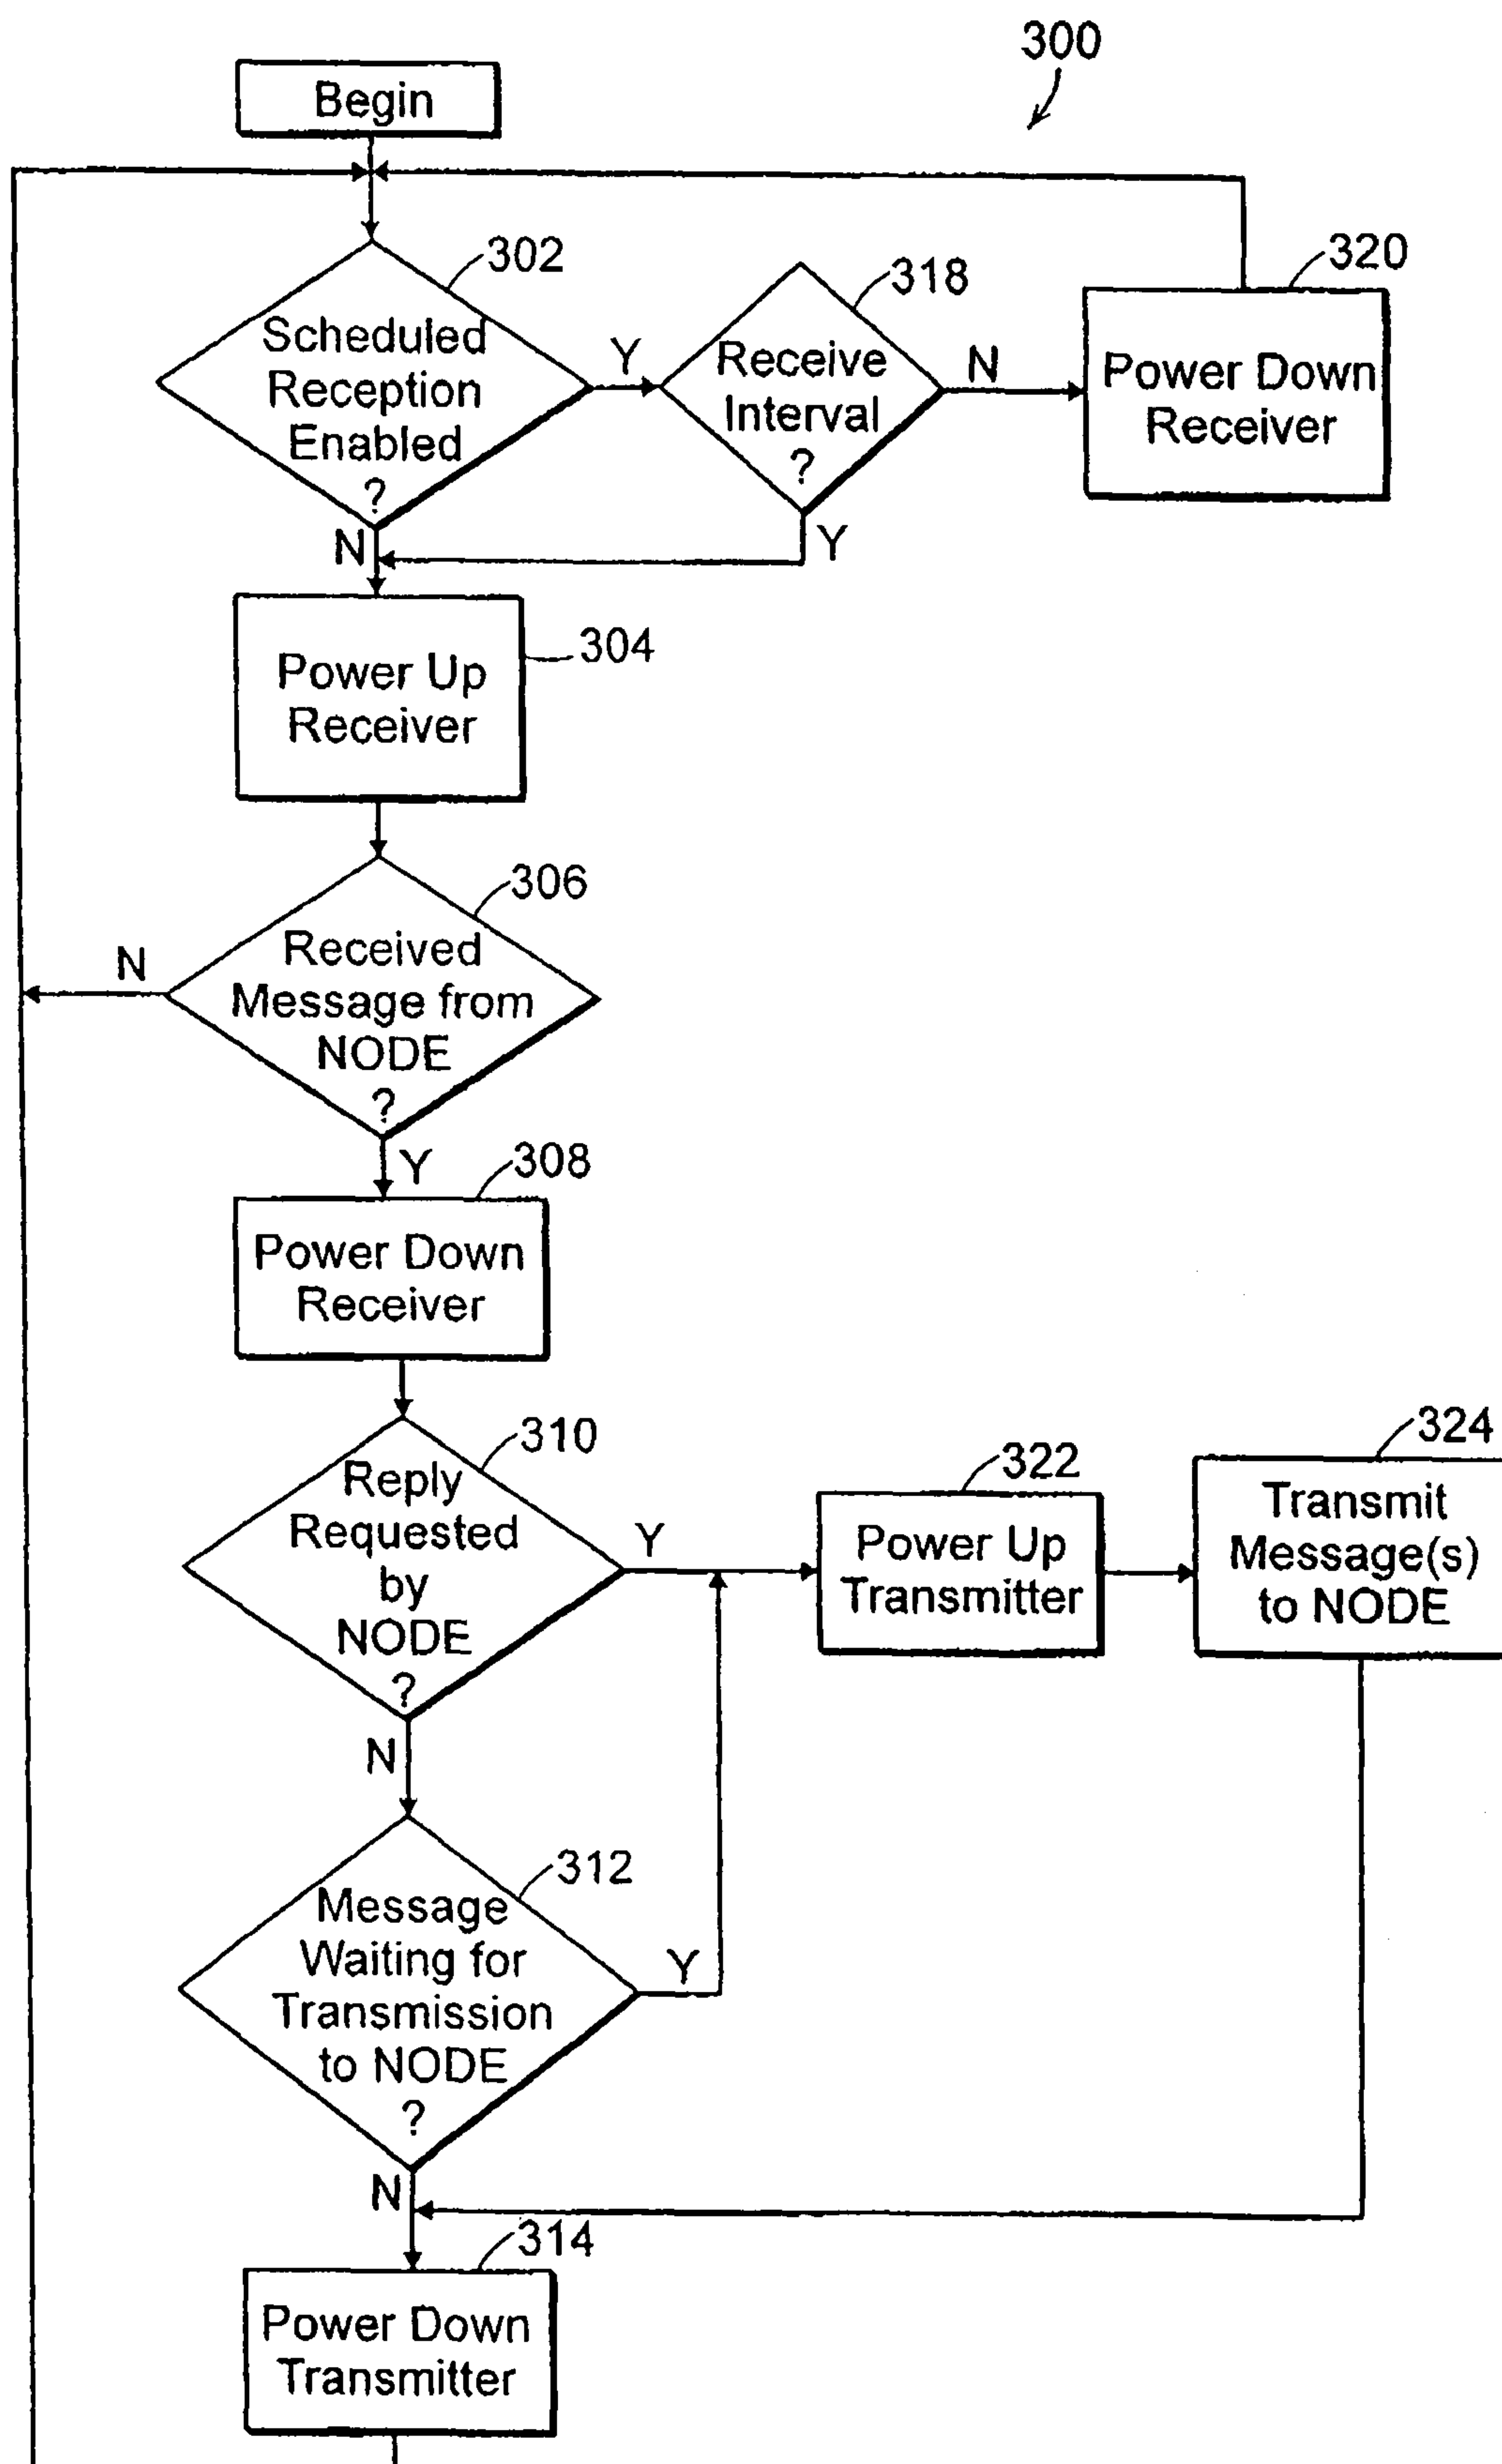 300
Begin
302
Scheduled
Reception
Enabled
?
Y
N
318
Receive
Interval
?
N
Y
320
Power Down
Receiver
304
Power Up
Receiver
306
Received
Message from
NODE
?
N
Y
308
Power Down
Receiver
310
Reply
Requested
by
NODE
?
Y
N
322
Power Up
Transmitter
324
Transmit
Message(s)
to NODE
312
Message
Waiting for
Transmission
to NODE
?
Y
N
314
Power Down
Transmitter